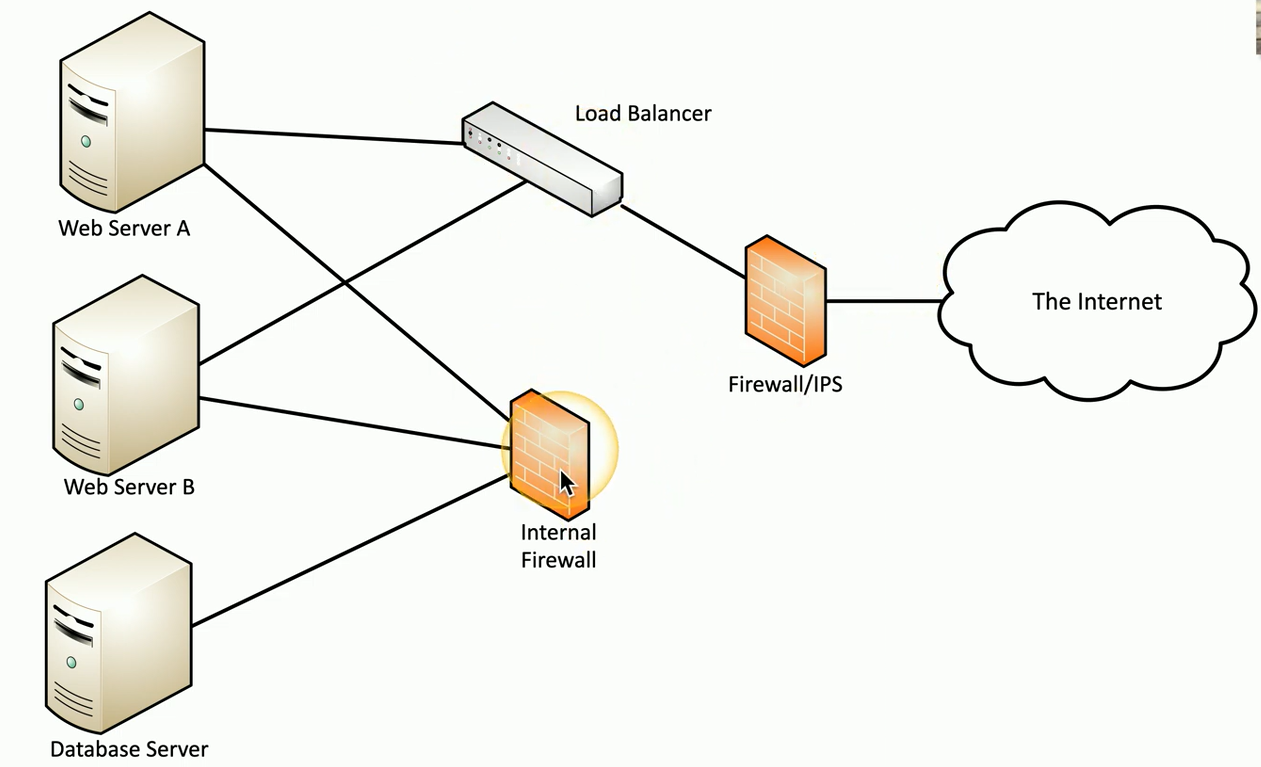 Load Balancer
Web Server A
The Internet
Firewall/IPS
Web Server B
Internal
Firewall
Database Server